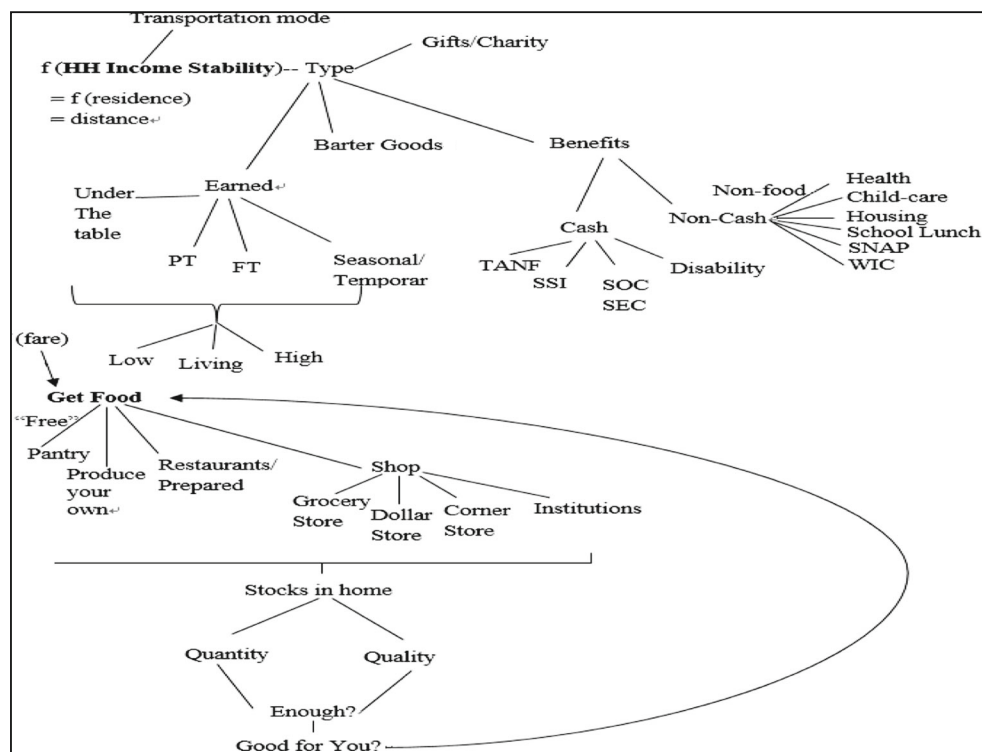 Transportation mode
Gifts/Charity
f (HH Income Stability)-- Type
= f (residence)
= distance↵
Barter Goods
Benefits
Under
The
table
Earned↵
Non-food
Health
Child-care
Non-Cash
Housing
School Lunch
SNAP
WIC
Cash
PT
FT
Seasonal/
Temporar
TANF
SSI
SOC
SEC
Disability
(fare)
Low
Living
High
Get Food
“Free”
Pantry
Produce
your
own↵
Restaurants/
Prepared
Shop
Grocery
Store
Dollar
Store
Corner
Store
Institutions
Stocks in home
Quantity
Quality
Enough?
Good for You?